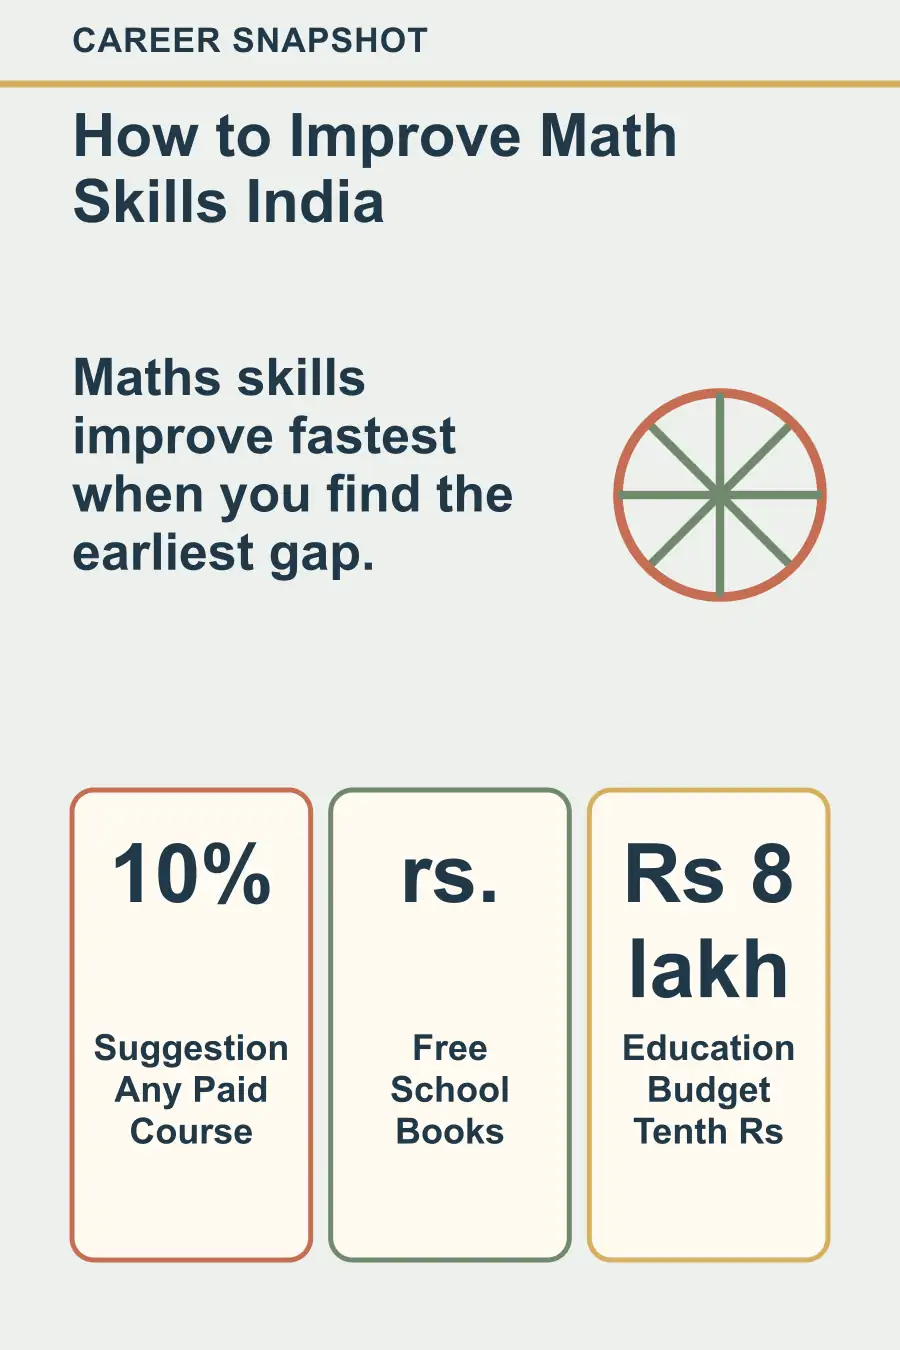 CAREER SNAPSHOT
How to Improve Math
Skills India
Maths skills
improve fastest
when you find the
earliest gap.
10%
Suggestion
Any Paid
Course
rs.
Free
School
Books
Rs 8
lakh
Education
Budget
Tenth Rs